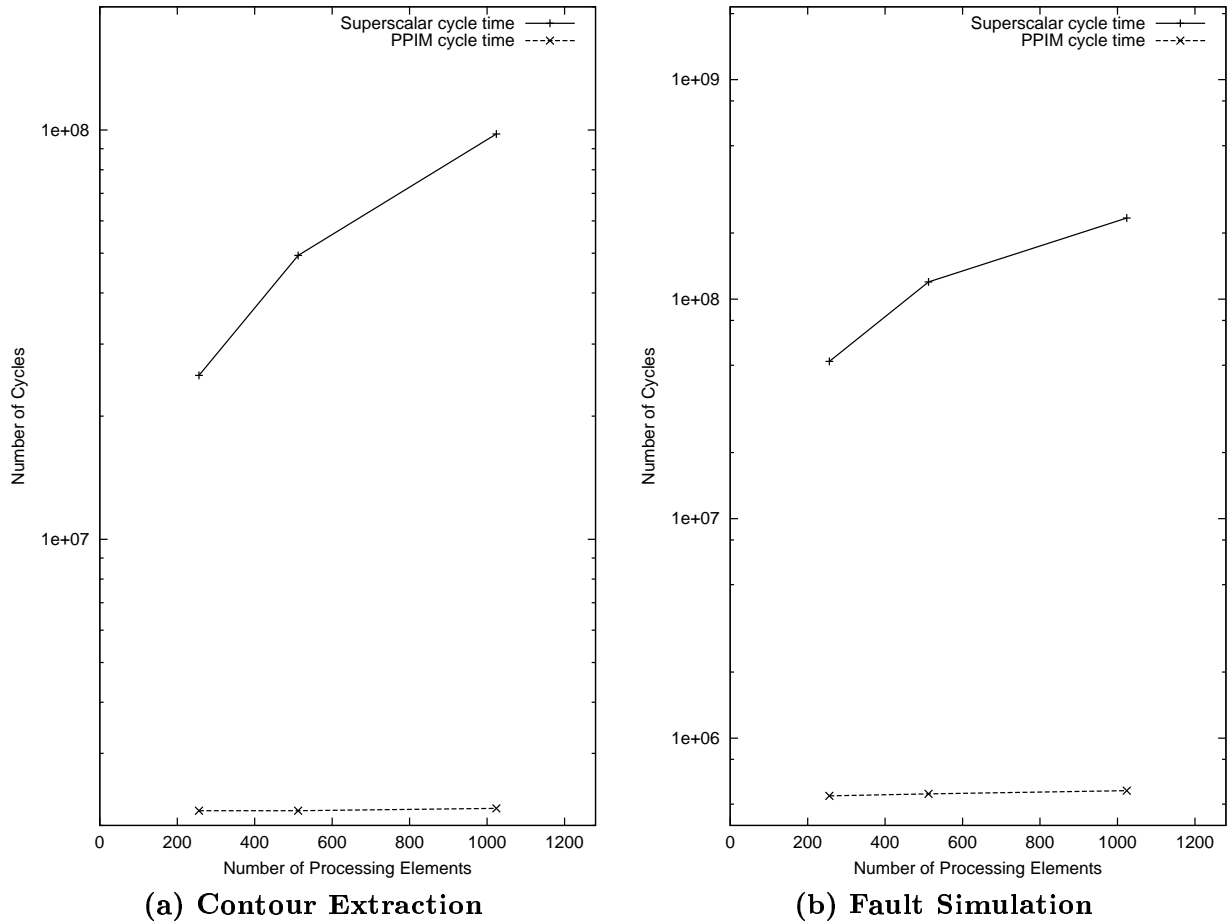 Superscalar cycle time
PPIM cycle time
1e+08
1e+07
Number of Cycles
0 200 400 600 800 1000 1200
Number of Processing Elements
(a) Contour Extraction
Superscalar cycle time
PPIM cycle time
1e+09
1e+08
1e+07
1e+06
Number of Cycles
0 200 400 600 800 1000 1200
Number of Processing Elements
(b) Fault Simulation